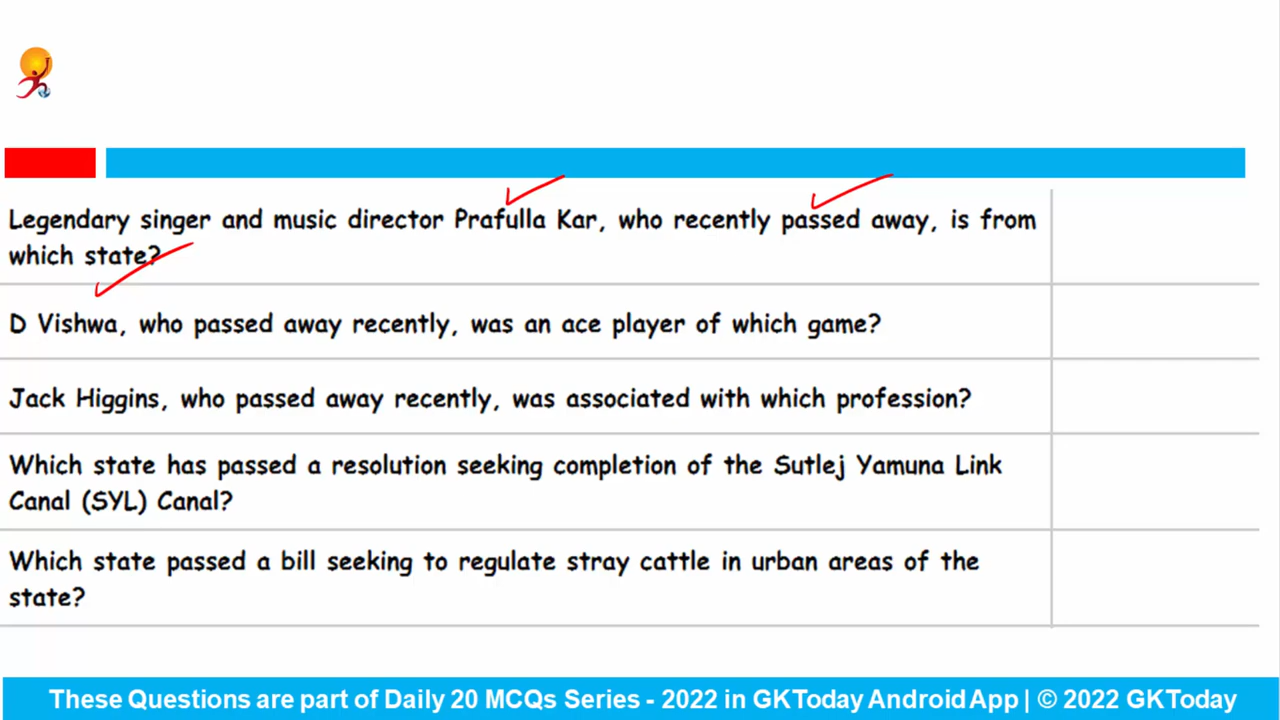 Legendary singer and music director Prafulla Kar, who recently passed away, is from
which state?
D Vishwa, who passed away recently, was an ace player of which game?
Jack Higgins, who passed away recently, was associated with which profession?
Which state has passed a resolution seeking completion of the Sutlej Yamuna Link
Canal (SYL) Canal?
Which state passed a bill seeking to regulate stray cattle in urban areas of the
state?
These Questions are part of Daily 20 MCQs Series - 2022 in GKToday Android App | © 2022 GKToday